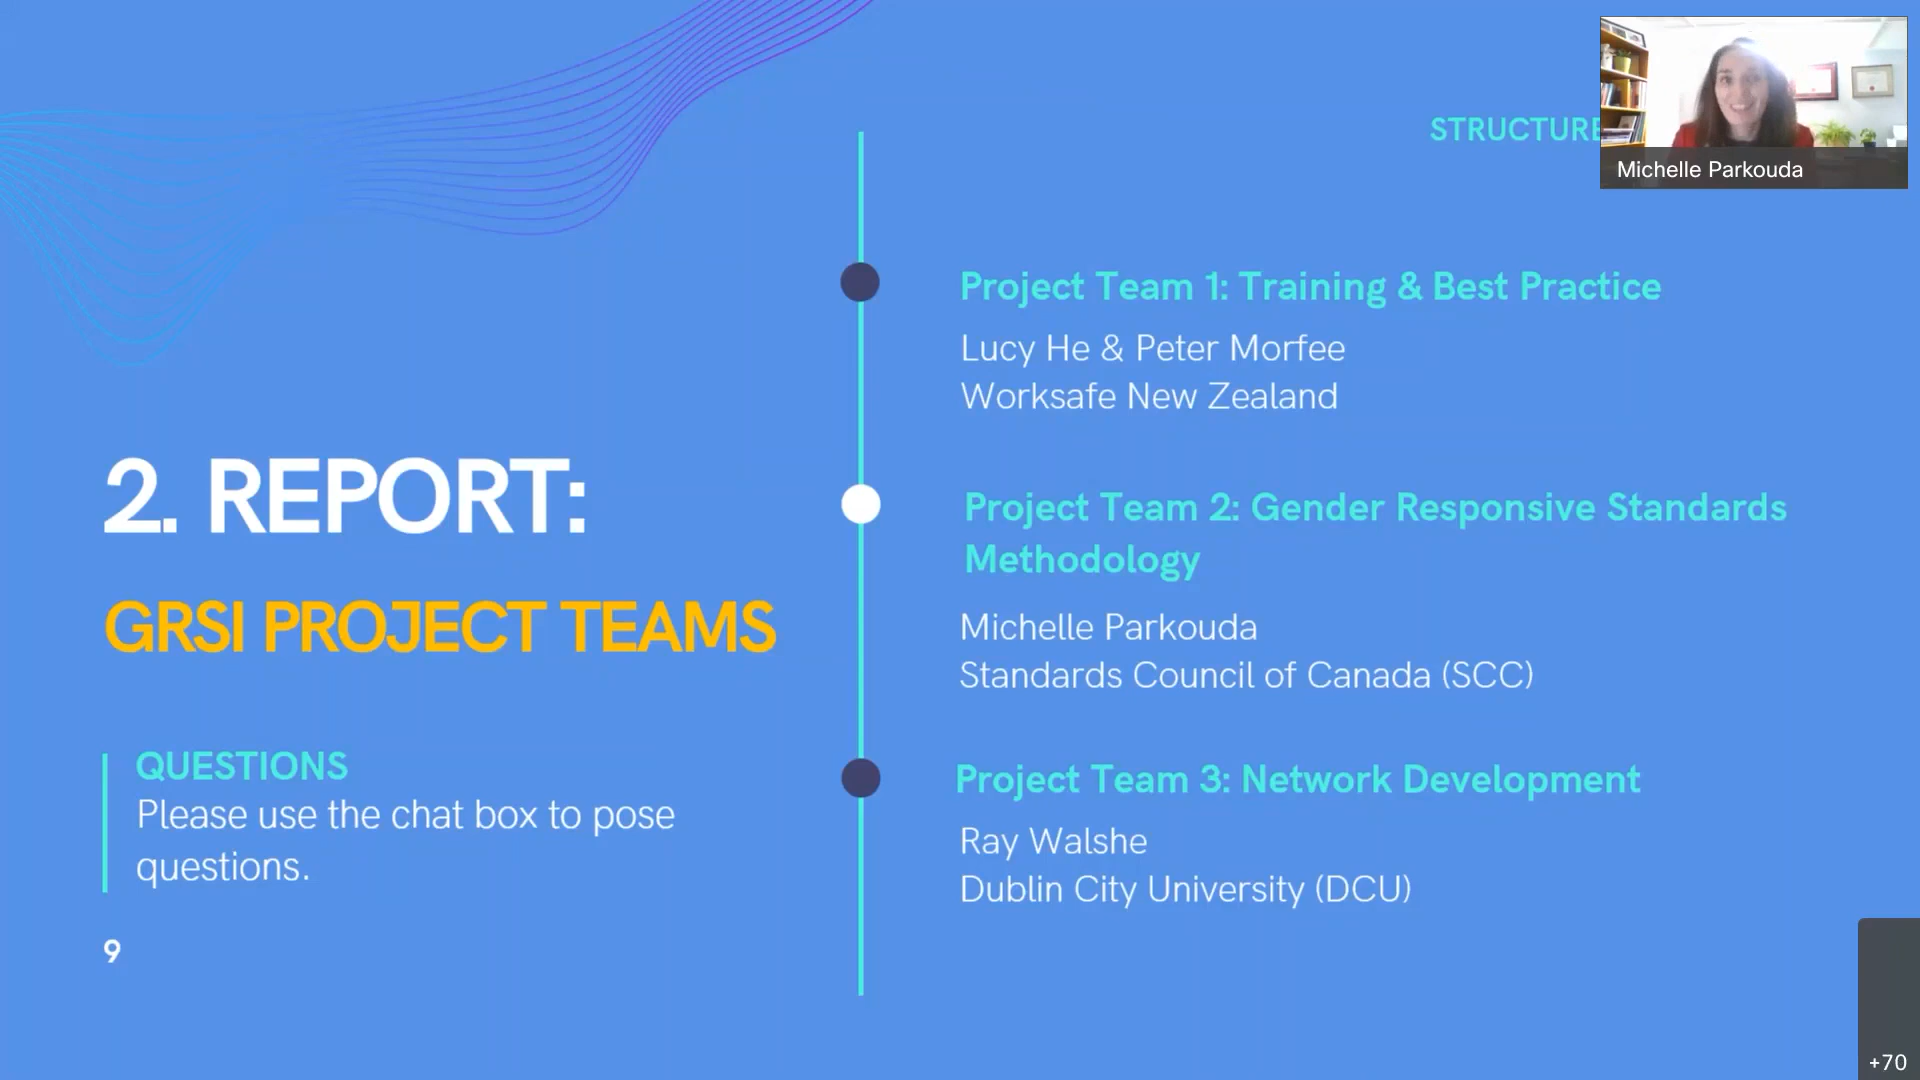 STRUCTURE
Michelle Parkouda
Project Team 1: Training & Best Practice
Lucy He & Peter Morfee
Worksafe New Zealand
2. REPORT:
GRSI PROJECT TEAMS
Project Team 2: Gender Responsive Standards
Methodology
Michelle Parkouda
Standards Council of Canada (SCC)
QUESTIONS
Please use the chat box to pose
questions.
Project Team 3: Network Development
Ray Walshe
Dublin City University (DCU)
9
+70